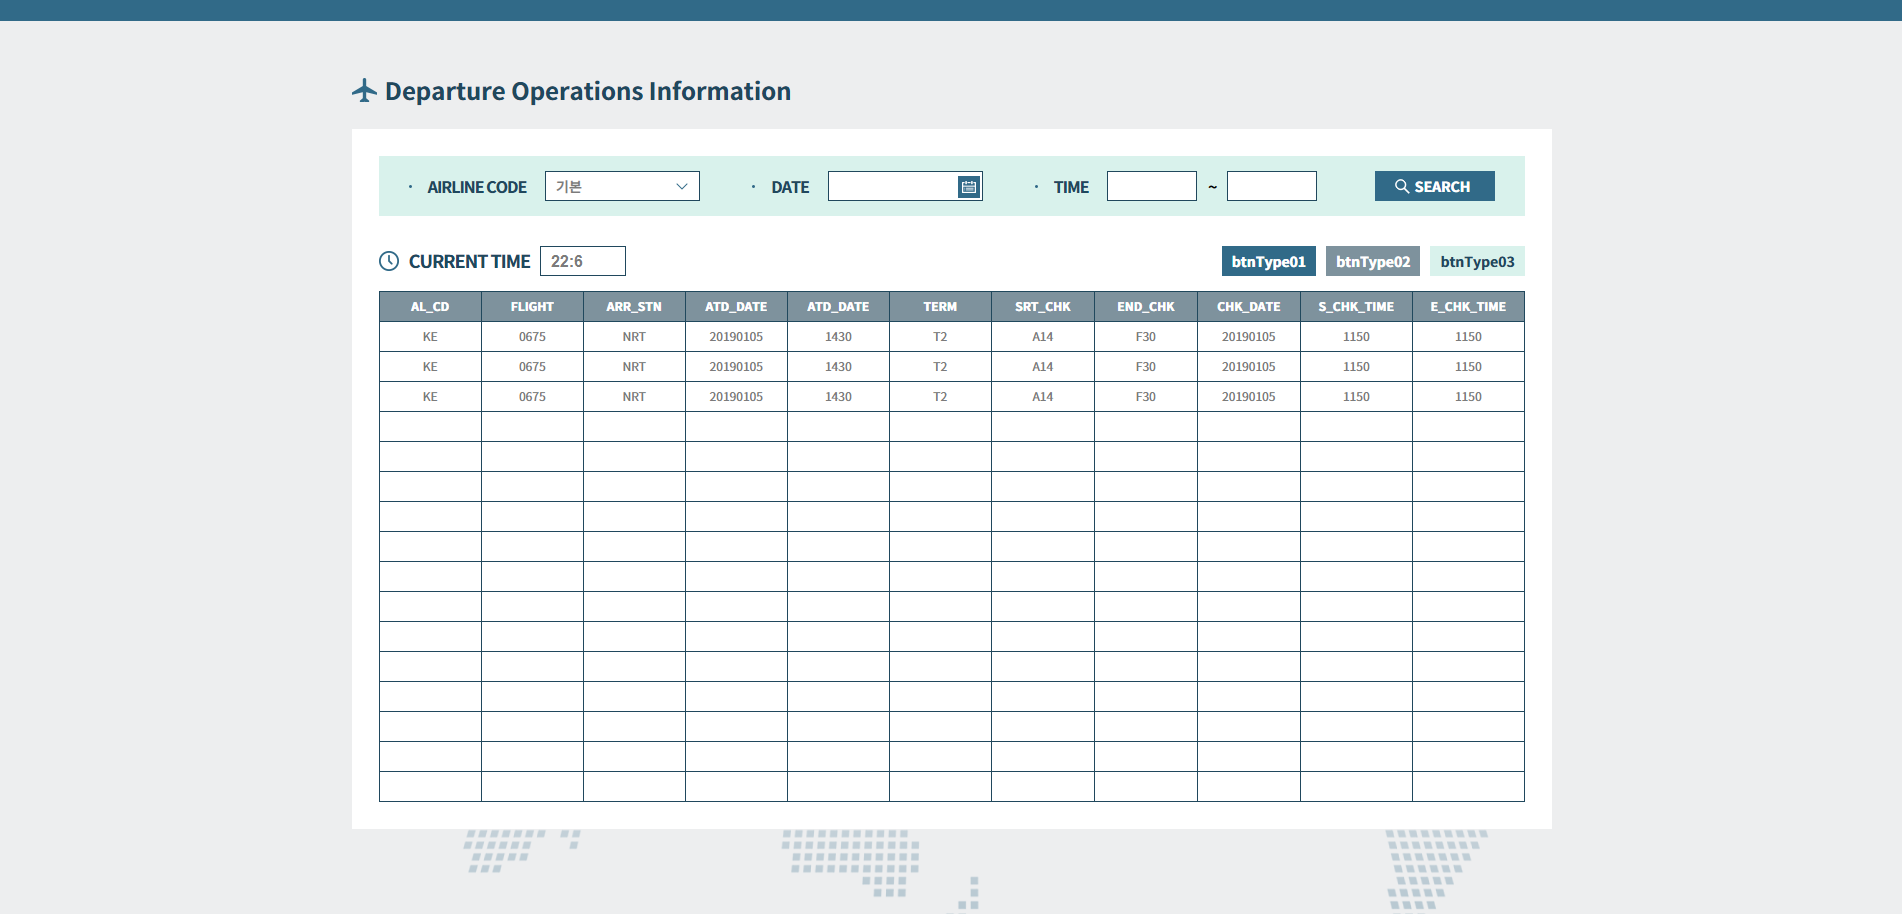 Departure Operations Information
· AIRLINE CODE 기본 · DATE · TIME ~ SEARCH
CURRENT TIME 22:6 btnType01 btnType02 btnType03
AL_CD FLIGHT ARR_STN ATD_DATE ATD_DATE TERM SRT_CHK END_CHK CHK_DATE S_CHK_TIME E_CHK_TIME
KE 0675 NRT 20190105 1430 T2 A14 F30 20190105 1150 1150
KE 0675 NRT 20190105 1430 T2 A14 F30 20190105 1150 1150
KE 0675 NRT 20190105 1430 T2 A14 F30 20190105 1150 1150